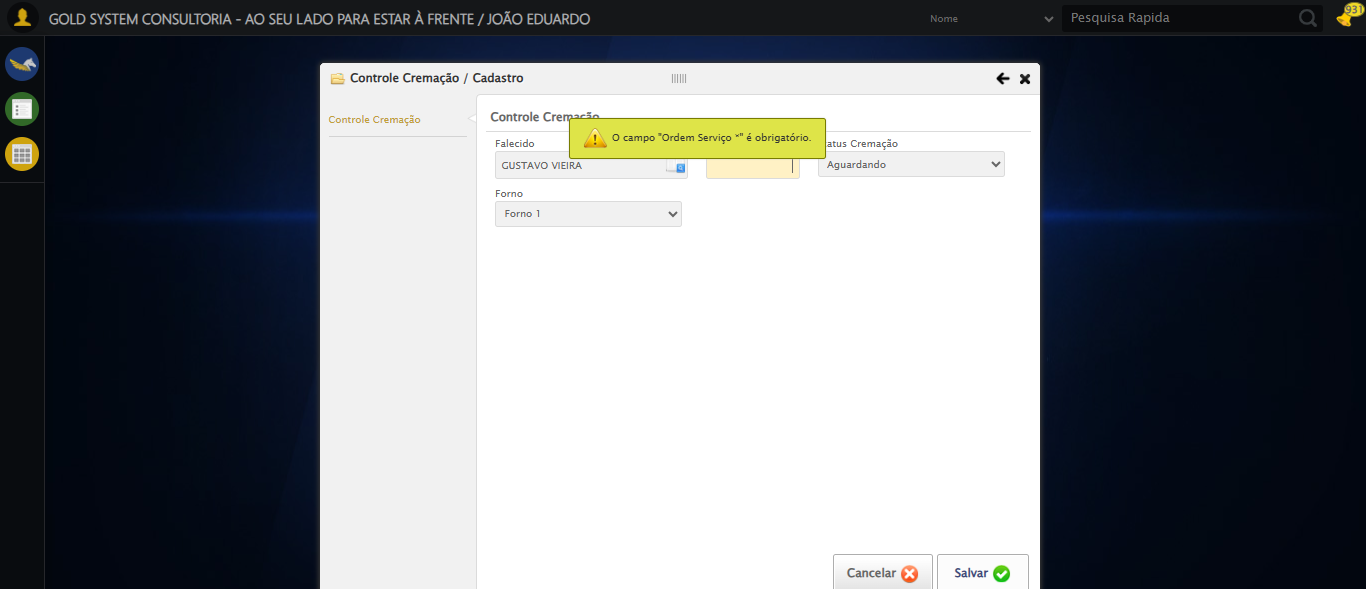 GOLD SYSTEM CONSULTORIA - AO SEU LADO PARA ESTAR À FRENTE / JOÃO EDUARDO
Nome
Pesquisa Rapida
931
Controle Cremação / Cadastro
Controle Cremação
Controle Cremação
O campo "Ordem Serviço *" é obrigatório.
Falecido
tatus Cremação
GUSTAVO VIEIRA
Aguardando
Forno
Forno 1
Cancelar
Salvar